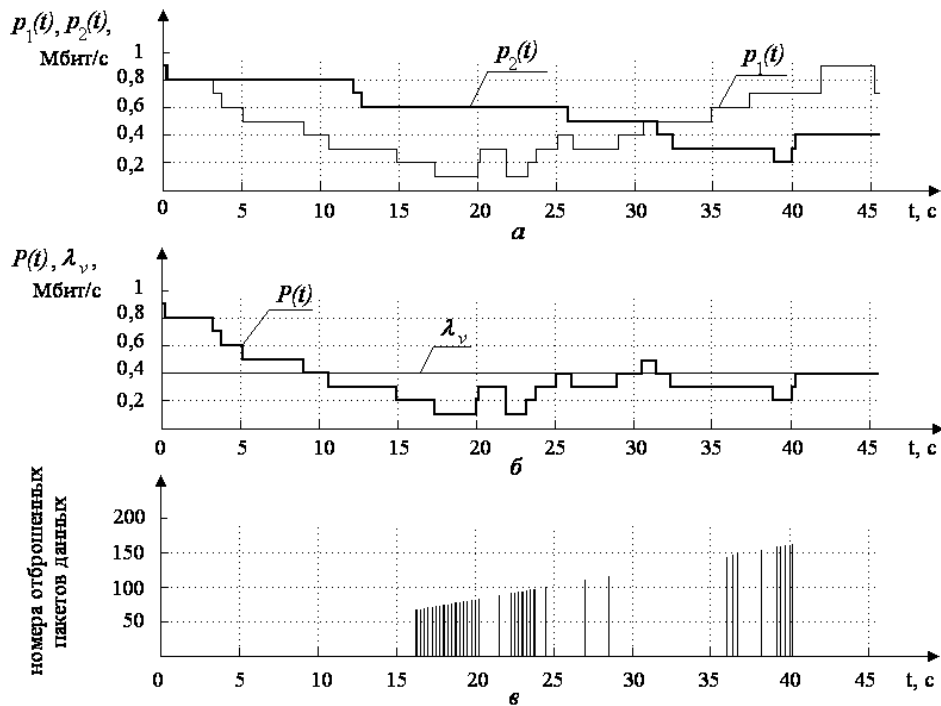 p₁(t), p₂(t),
Мбит/с
1
0,8
0,6
0,4
0,2
p₂(t)
p₁(t)
0 5 10 15 20 25 30 35 40 45 t, с
а
P(t), λᵥ,
Мбит/с
1
0,8
0,6
0,4
0,2
P(t)
λᵥ
0 5 10 15 20 25 30 35 40 45 t, с
б
номера отброшенных
пакетов данных
200
150
100
50
0 5 10 15 20 25 30 35 40 45 t, с
в